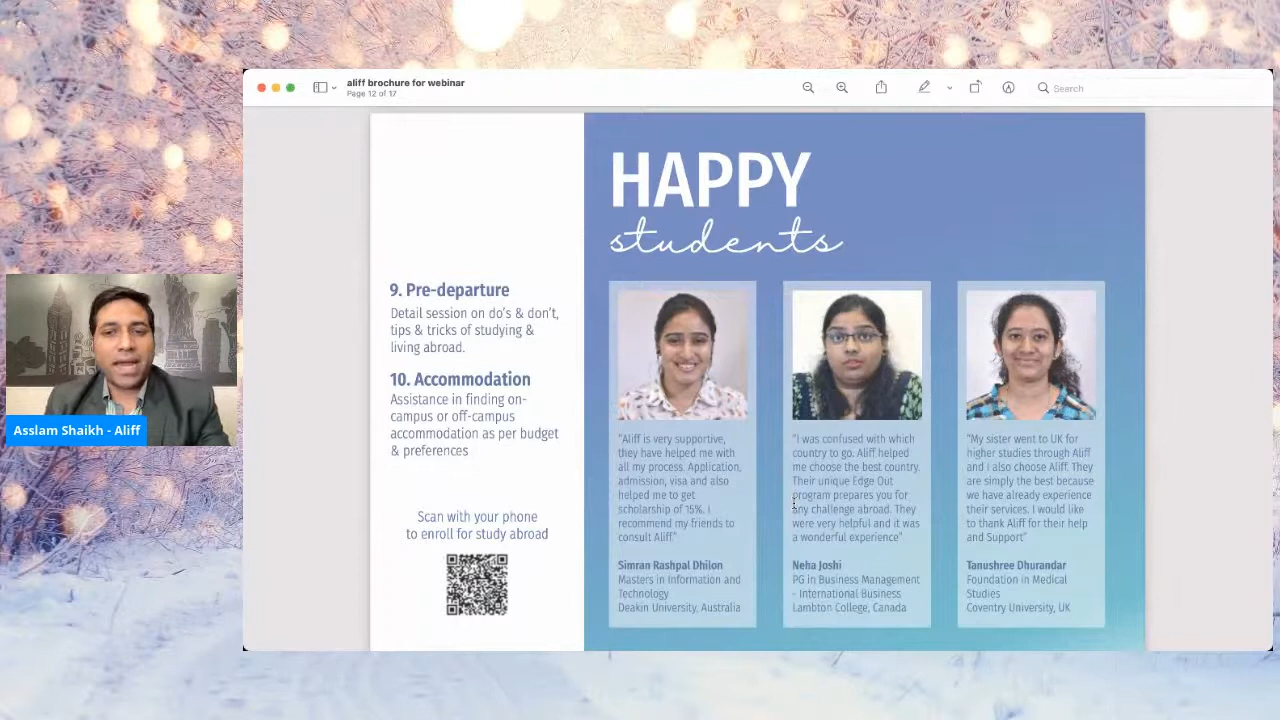 aliff brochure for webinar
Page 12 of 17
Search
HAPPY
students
9. Pre-departure
Detail session on do's & don't,
tips & tricks of studying &
living abroad.
10. Accommodation
Assistance in finding on-
campus or off-campus
accommodation as per budget
& preferences
Scan with your phone
to enroll for study abroad
"Aliff is very supportive,
they have helped me with
all my process. Application,
admission, visa and also
helped me to get
scholarship of 15%. I
recommend my friends to
consult Aliff."
Simran Rashpal Dhilon
Masters in Information and
Technology
Deakin University, Australia
"I was confused with which
country to go. Aliff helped
me choose the best country.
Their unique Edge Out
program prepares you for
any challenge abroad. They
were very helpful and it was
a wonderful experience"
Neha Joshi
PG in Business Management
- International Business
Lambton College, Canada
"My sister went to UK for
higher studies through Aliff
and I also choose Aliff. They
are simply the best because
we have already experience
their services. I would like
to thank Aliff for their help
and Support"
Tanushree Dhurandar
Foundation in Medical
Studies
Coventry University, UK
Asslam Shaikh - Aliff